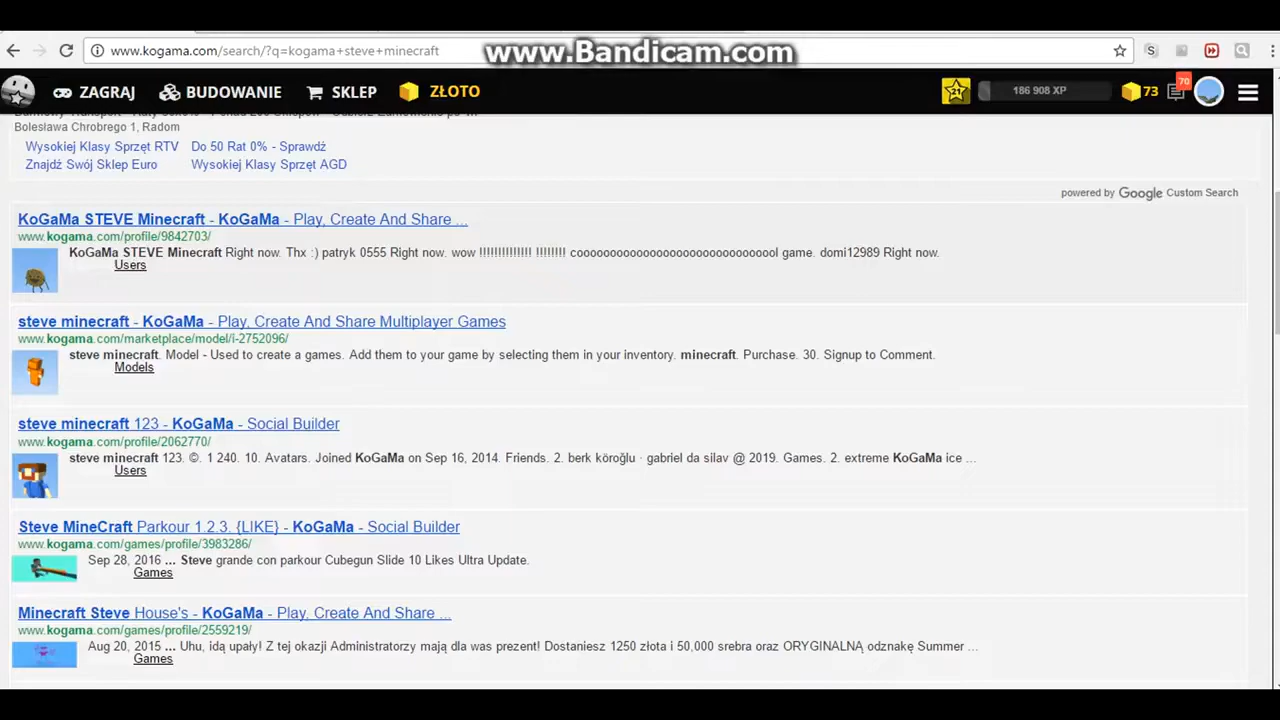 www.kogama.com/search/?q=kogama+steve+minecraft
www.Bandicam.com
ZAGRAJ BUDOWANIE SKLEP ZŁOTO 21 186 908 XP 73 70
Bolesława Chrobrego 1, Radom
Wysokiej Klasy Sprzęt RTV Do 50 Rat 0% - Sprawdź
Znajdź Swój Sklep Euro Wysokiej Klasy Sprzęt AGD
powered by Google Custom Search
KoGaMa STEVE Minecraft - KoGaMa - Play, Create And Share ...
www.kogama.com/profile/9842703/
KoGaMa STEVE Minecraft Right now. Thx :) patryk 0555 Right now. wow !!!!!!!!!!!!!! !!!!!!!! coooooooooooooooooooooooooooooool game. domi12989 Right now.
Users
steve minecraft - KoGaMa - Play, Create And Share Multiplayer Games
www.kogama.com/marketplace/model/i-2752096/
steve minecraft. Model - Used to create a games. Add them to your game by selecting them in your inventory. minecraft. Purchase. 30. Signup to Comment.
Models
steve minecraft 123 - KoGaMa - Social Builder
www.kogama.com/profile/2062770/
steve minecraft 123. ©. 1 240. 10. Avatars. Joined KoGaMa on Sep 16, 2014. Friends. 2. berk köroğlu · gabriel da silav @ 2019. Games. 2. extreme KoGaMa ice ...
Users
Steve MineCraft Parkour 1.2.3. {LIKE} - KoGaMa - Social Builder
www.kogama.com/games/profile/3983286/
Sep 28, 2016 ... Steve grande con parkour Cubegun Slide 10 Likes Ultra Update.
Games
Minecraft Steve House's - KoGaMa - Play, Create And Share ...
www.kogama.com/games/profile/2559219/
Aug 20, 2015 ... Uhu, idą upały! Z tej okazji Administratorzy mają dla was prezent! Dostaniesz 1250 złota i 50,000 srebra oraz ORYGINALNĄ odznakę Summer ...
Games